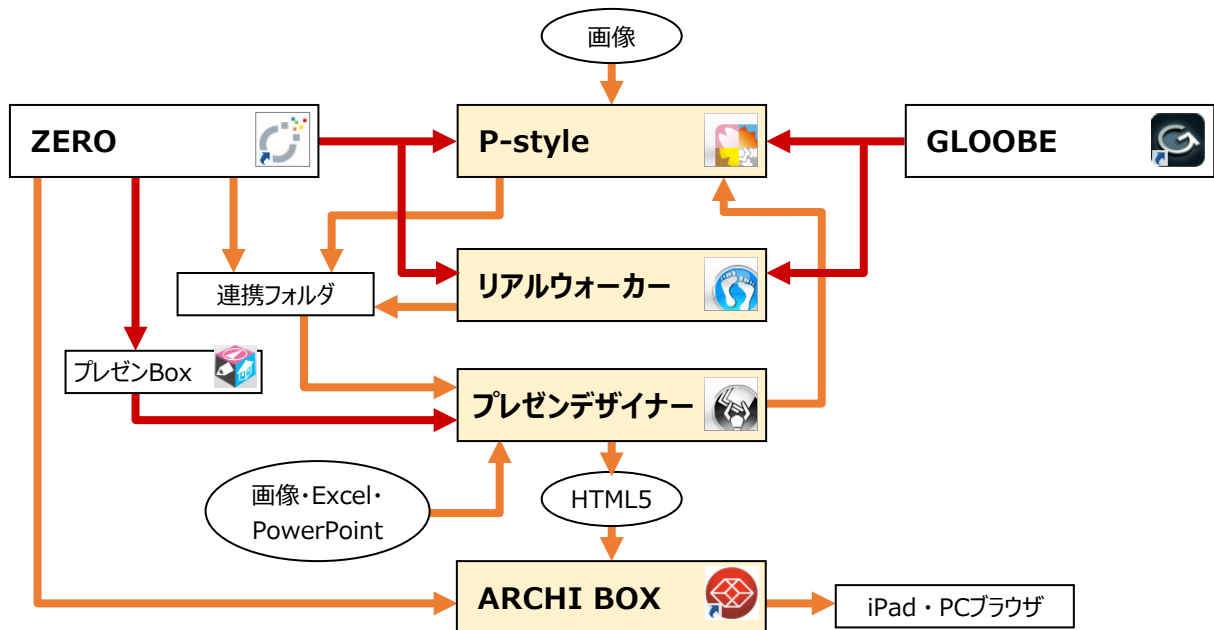 画像
ZERO
P-style
GLOOBE
リアルウォーカー
連携フォルダ
プレゼンBox
プレゼンデザイナー
画像・Excel・
PowerPoint
HTML5
ARCHI BOX
iPad・PCブラウザ